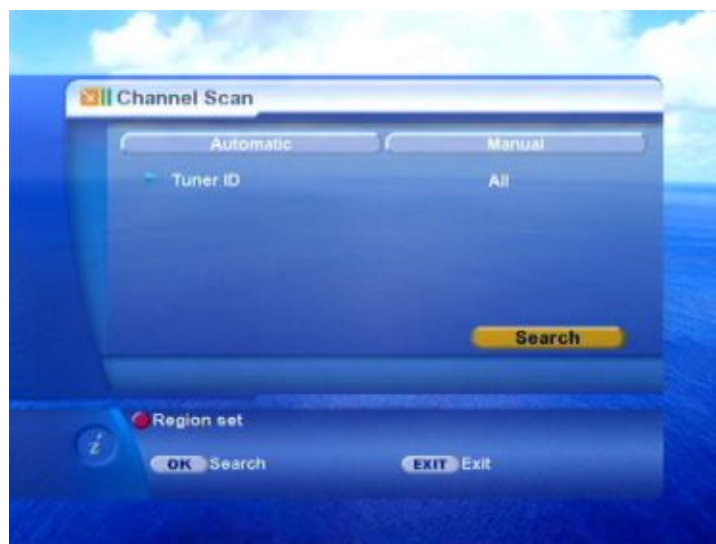 Channel Scan
Automatic Manual
Tuner ID All
Search
Region set
i
OK Search EXIT Exit